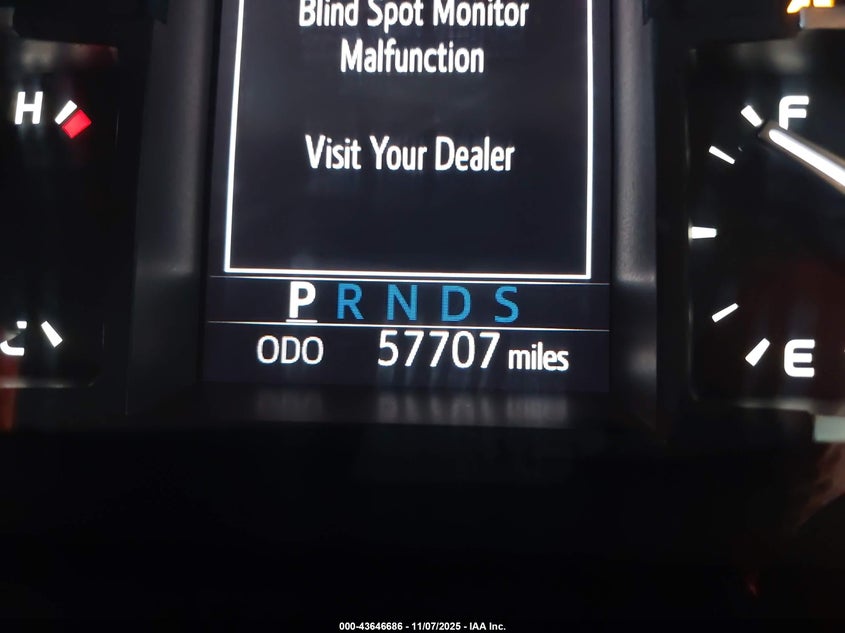 Blind Spot Monitor
Malfunction
Visit Your Dealer
H
F
P R N D S
C
ODO 57707 miles
E
000-43646686 - 11/07/2025 - IAA Inc.